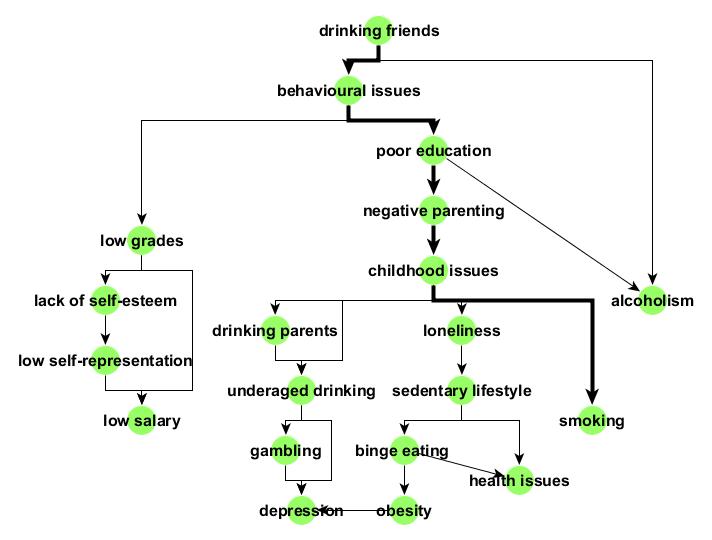 drinking friends
behavioural issues
poor education
negative parenting
low grades
childhood issues
lack of self-esteem
alcoholism
drinking parents
loneliness
low self-representation
underaged drinking
sedentary lifestyle
low salary
smoking
gambling
binge eating
health issues
depression
obesity